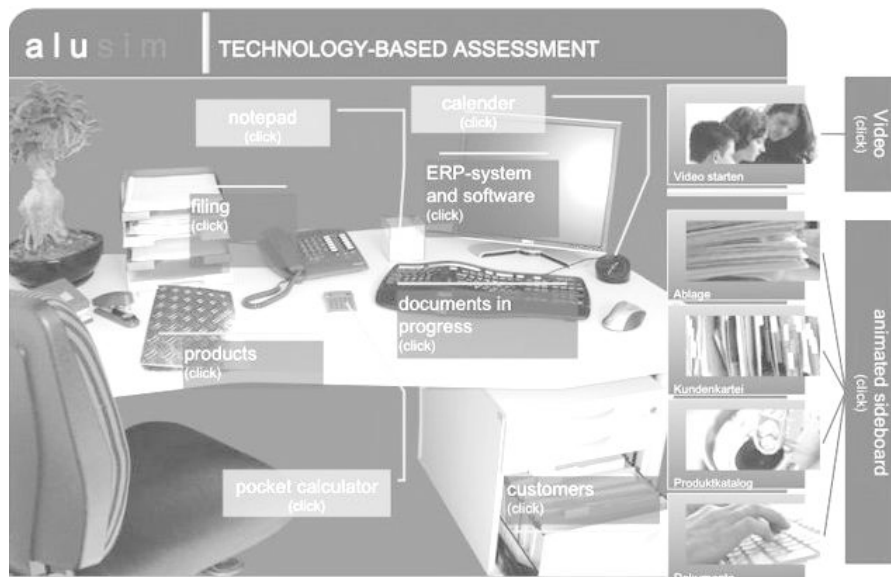 alusim
TECHNOLOGY-BASED ASSESSMENT
notepad
(click)
calender
(click)
ERP-system
and software
(click)
filing
(click)
documents in
progress
(click)
products
(click)
pocket calculator
(click)
customers
(click)
Video starten
Ablage
Kundenkartei
Produktkatalog
Dokumente
Video
(click)
animated sideboard
(click)